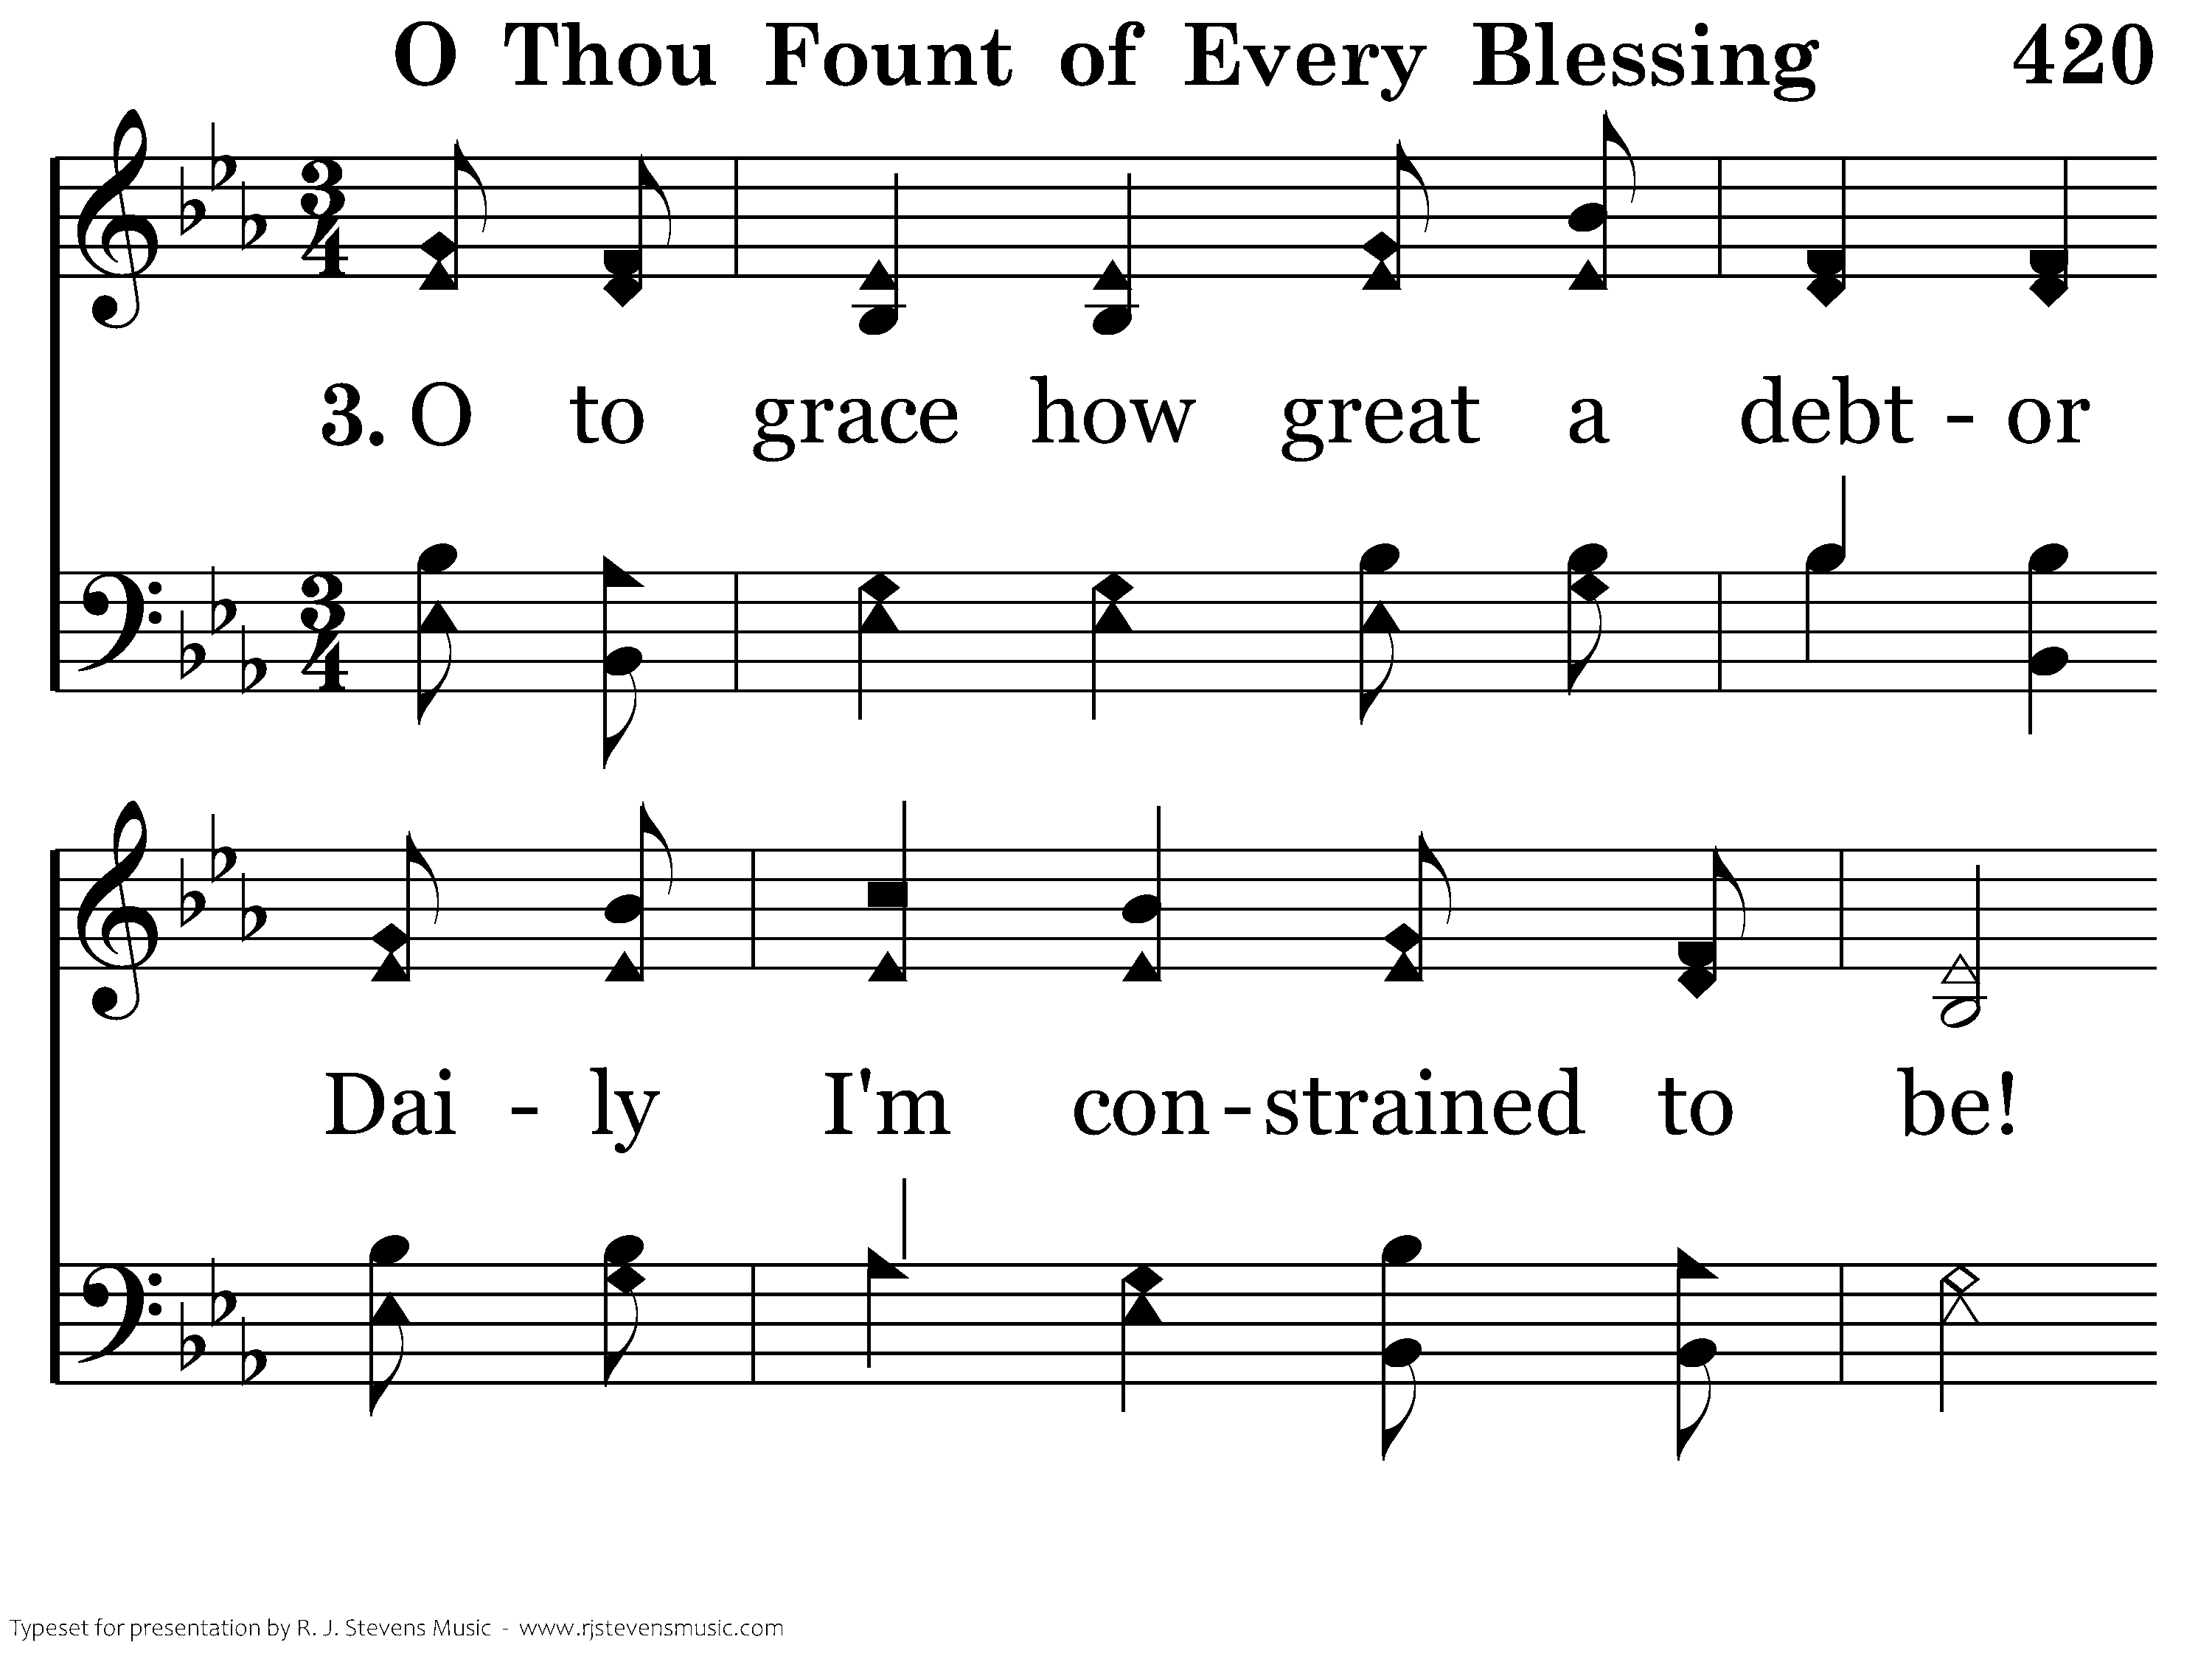 O Thou Fount of Every Blessing 420
3. O to grace how great a debt - or
Dai - ly I'm con - strained to be!
Typeset for presentation by R. J. Stevens Music - www.rjstevensmusic.com